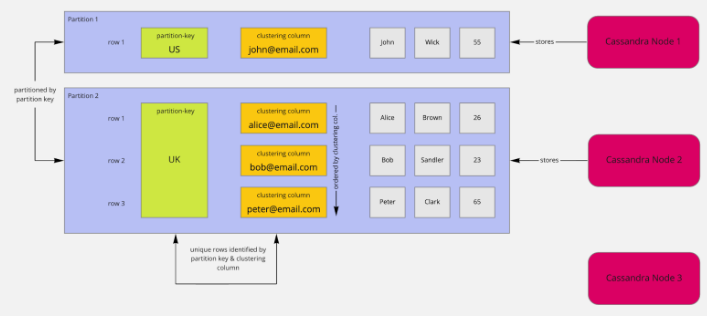 Partition 1
row 1
partition-key
US
clustering column
john@email.com
John
Wick
55
stores
Cassandra Node 1
partitioned by
partition key
Partition 2
partition-key
UK
row 1
clustering column
alice@email.com
Alice
Brown
26
row 2
clustering column
bob@email.com
Bob
Sandler
23
row 3
clustering column
peter@email.com
Peter
Clark
65
ordered by clustering col.
stores
Cassandra Node 2
unique rows identified by
partition key & clustering
column
Cassandra Node 3